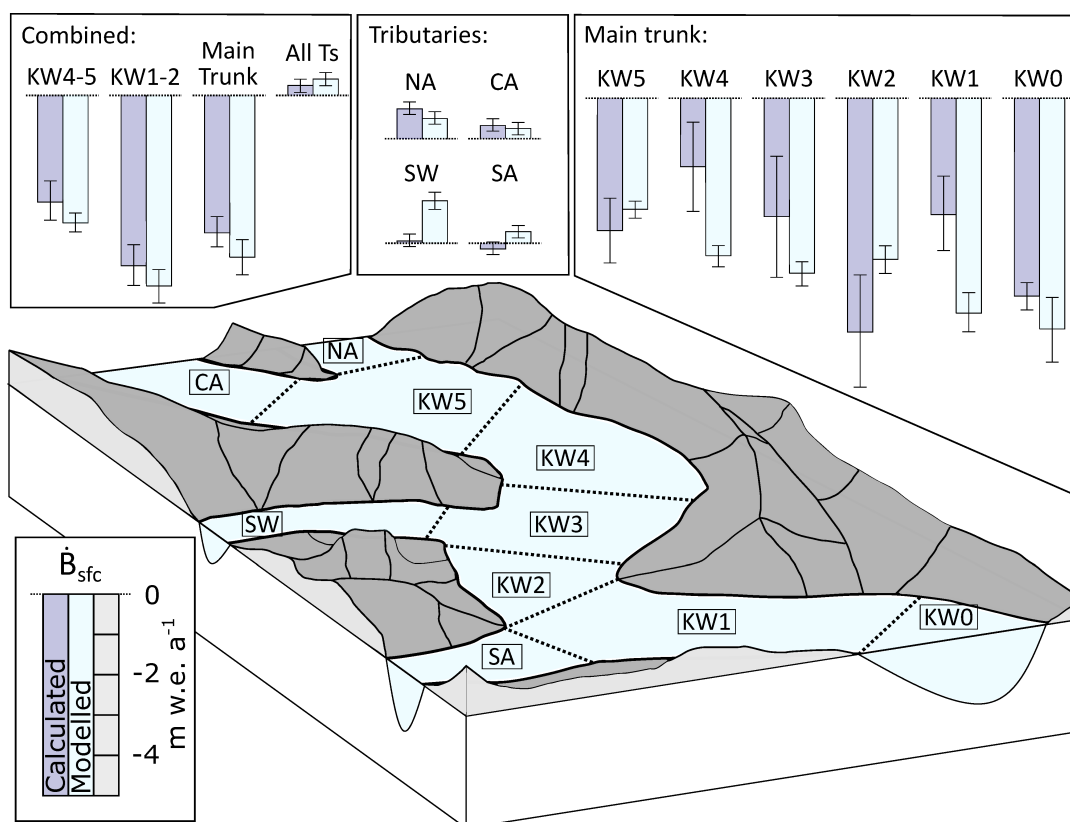 Combined:
KW4-5 KW1-2 Main Trunk All Ts
Tributaries:
NA CA
SW SA
Main trunk:
KW5 KW4 KW3 KW2 KW1 KW0
NA
CA
KW5
KW4
SW
KW3
KW2
KW1
KW0
SA
Ḃsfc
0
-2
-4
m w.e. a-1
Calculated
Modelled